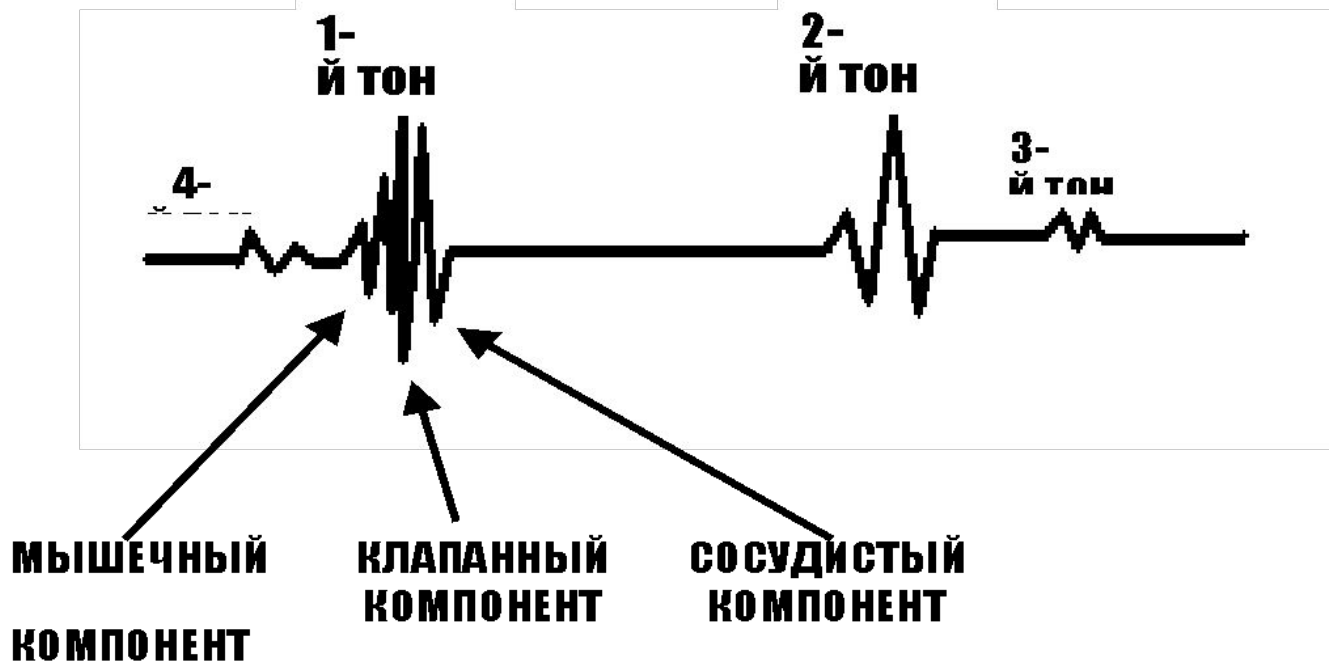 1-
й тон
2-
й тон
3-
й тон
4-
МЫШЕЧНЫЙ
КОМПОНЕНТ
КЛАПАННЫЙ
КОМПОНЕНТ
СОСУДИСТЫЙ
КОМПОНЕНТ